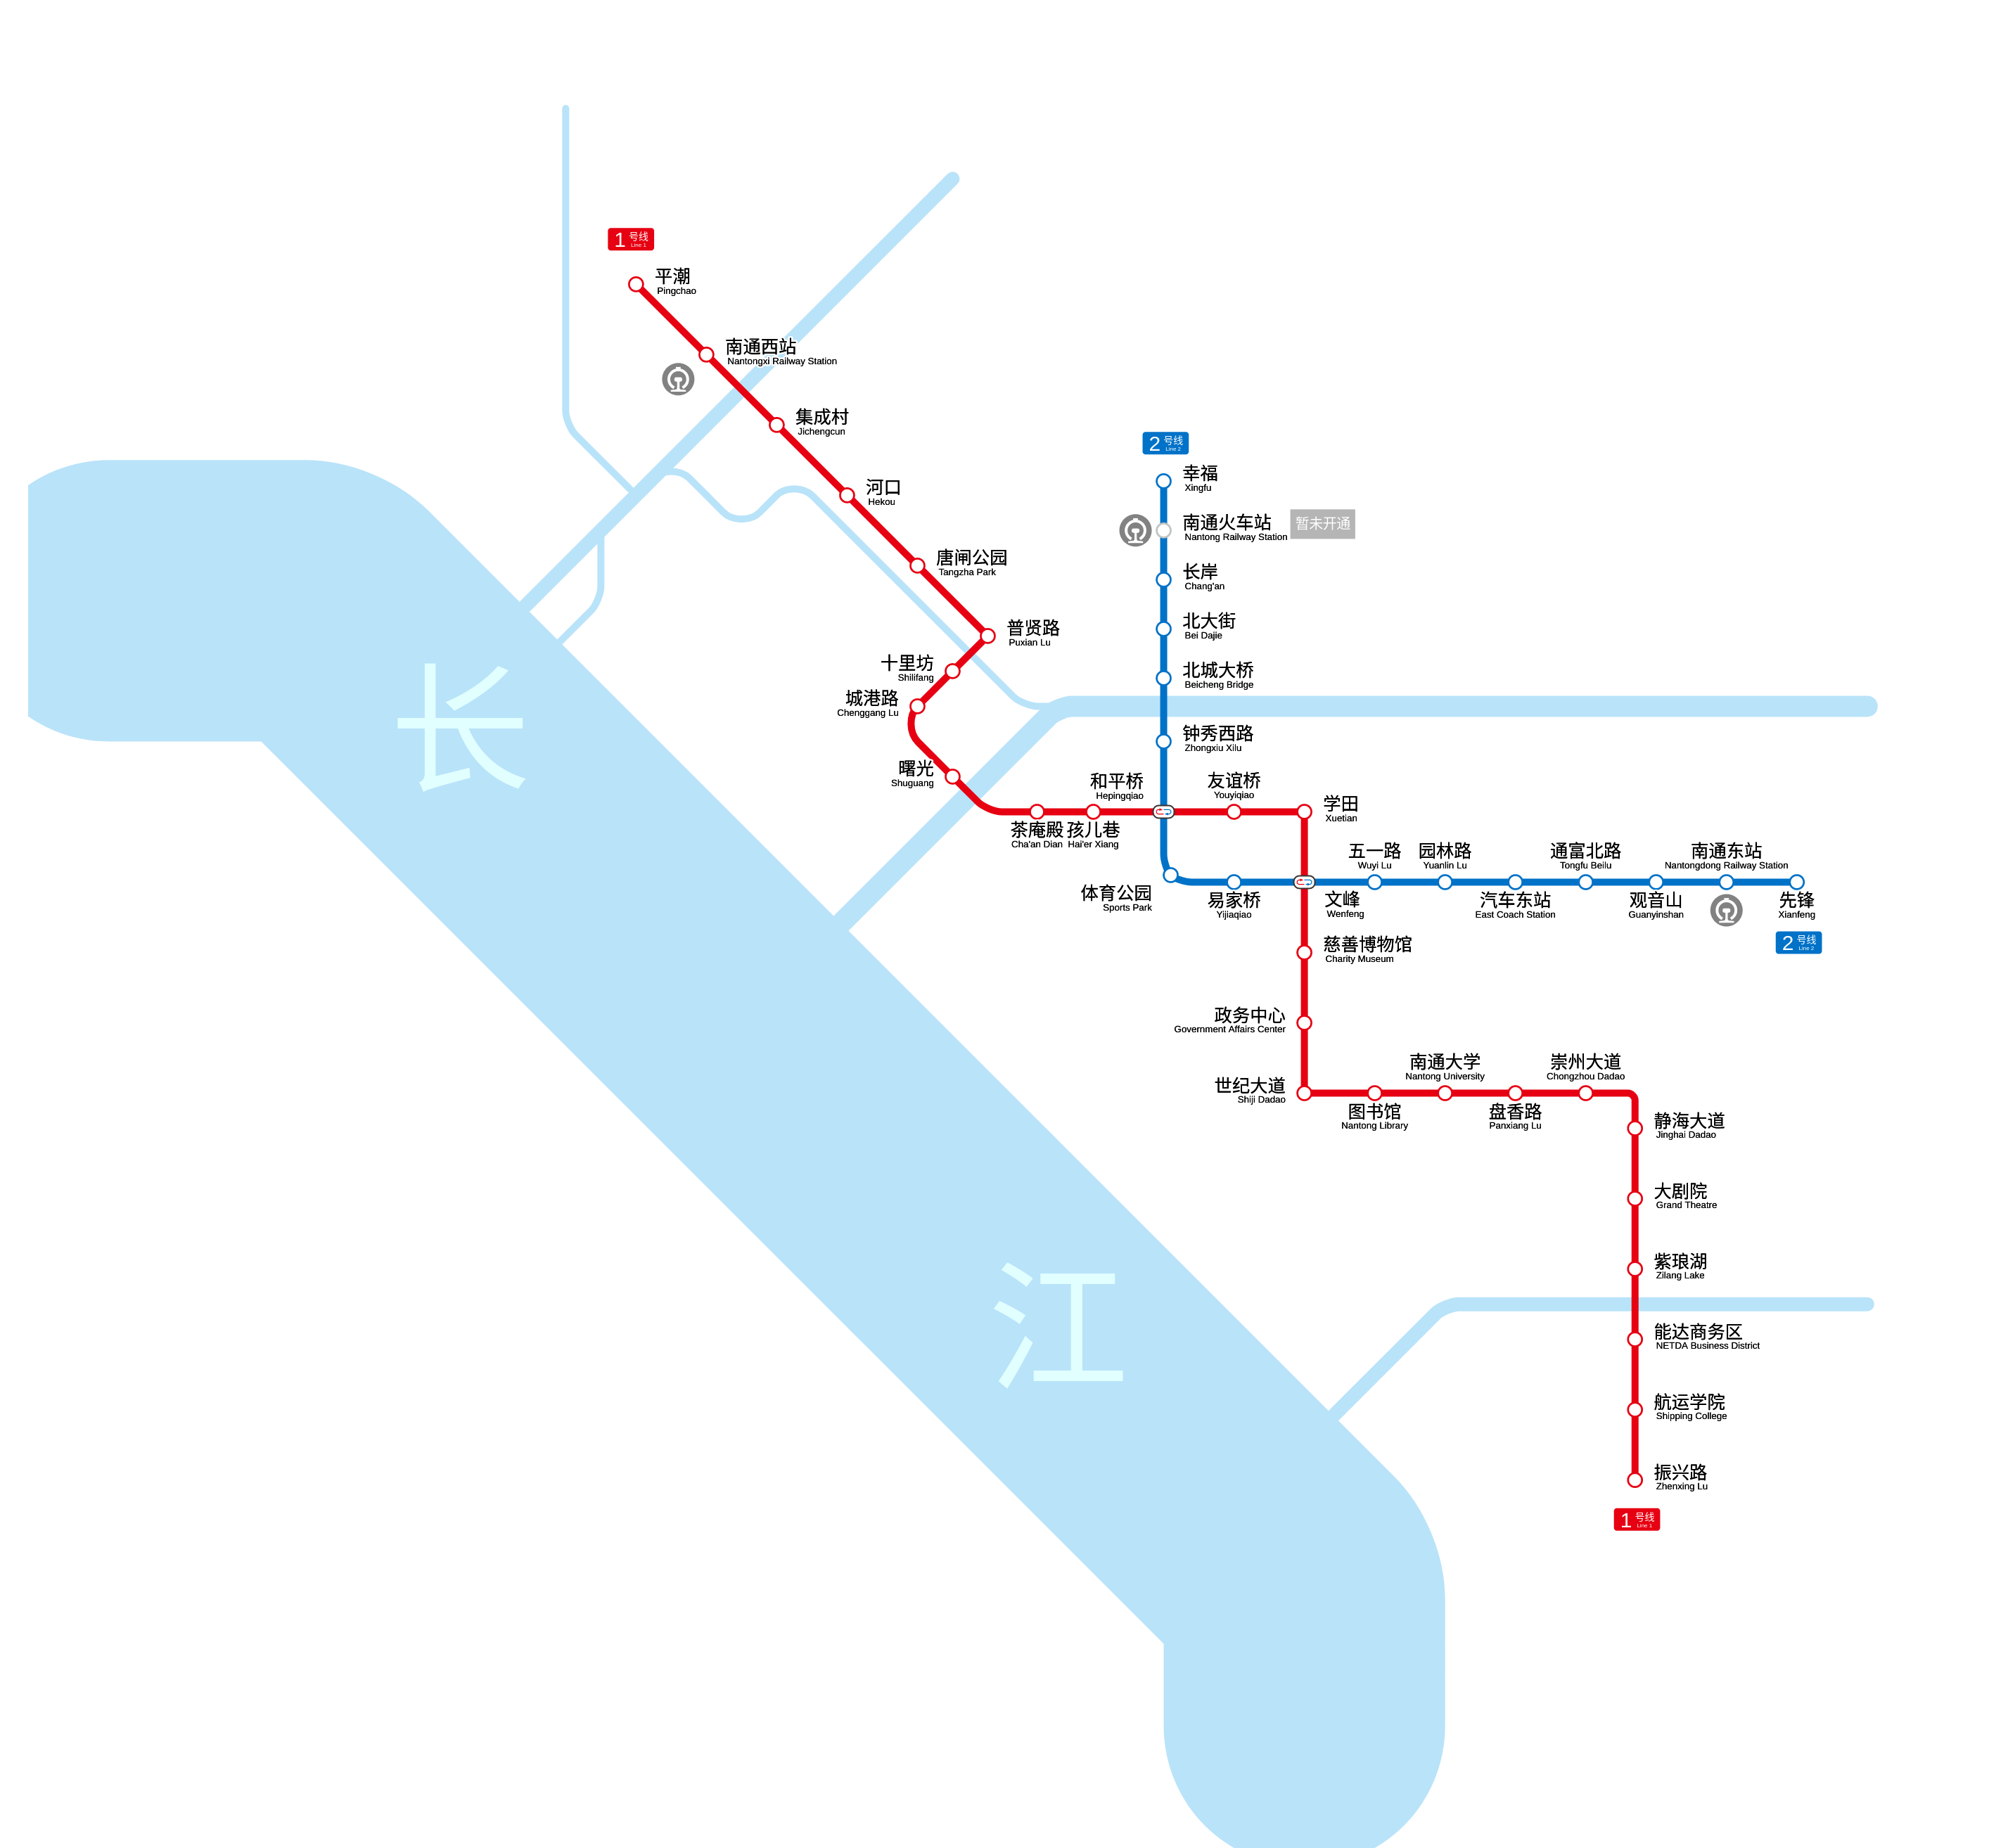 1 号线
Line 1
平潮
Pingchao
南通西站
Nantongxi Railway Station
集成村
Jichengcun
2 号线
Line 2
幸福
Xingfu
河口
Hekou
南通火车站
Nantong Railway Station
暂未开通
唐闸公园
Tangzha Park
长岸
Chang'an
普贤路
Puxian Lu
北大街
Bei Dajie
十里坊
Shilifang
北城大桥
Beicheng Bridge
城港路
Chenggang Lu
长
钟秀西路
Zhongxiu Xilu
曙光
Shuguang
和平桥
Hepingqiao
友谊桥
Youyiqiao
学田
Xuetian
茶庵殿
Cha'an Dian
孩儿巷
Hai'er Xiang
五一路
Wuyi Lu
园林路
Yuanlin Lu
通富北路
Tongfu Beilu
南通东站
Nantongdong Railway Station
体育公园
Sports Park
易家桥
Yijiaqiao
文峰
Wenfeng
汽车东站
East Coach Station
观音山
Guanyinshan
先锋
Xianfeng
2 号线
Line 2
慈善博物馆
Charity Museum
政务中心
Government Affairs Center
世纪大道
Shiji Dadao
南通大学
Nantong University
崇州大道
Chongzhou Dadao
图书馆
Nantong Library
盘香路
Panxiang Lu
静海大道
Jinghai Dadao
大剧院
Grand Theatre
紫琅湖
Zilang Lake
江
能达商务区
NETDA Business District
航运学院
Shipping College
振兴路
Zhenxing Lu
1 号线
Line 1